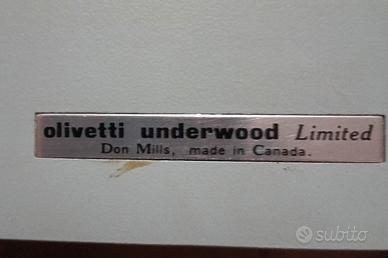 olivetti underwood Limited
Don Mills, made in Canada.
subito